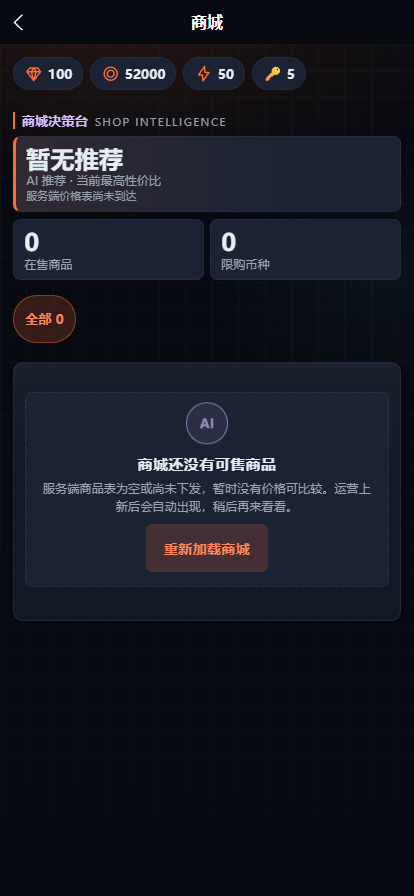 商城
100 52000 50 5
商城决策台 SHOP INTELLIGENCE
暂无推荐
AI 推荐 · 当前最高性价比
服务端价格表尚未到达
0 0
在售商品 限购币种
全部 0
AI
商城还没有可售商品
服务端商品表为空或尚未下发，暂时没有价格可比较。运营上
新后会自动出现，稍后再来看看。
重新加载商城